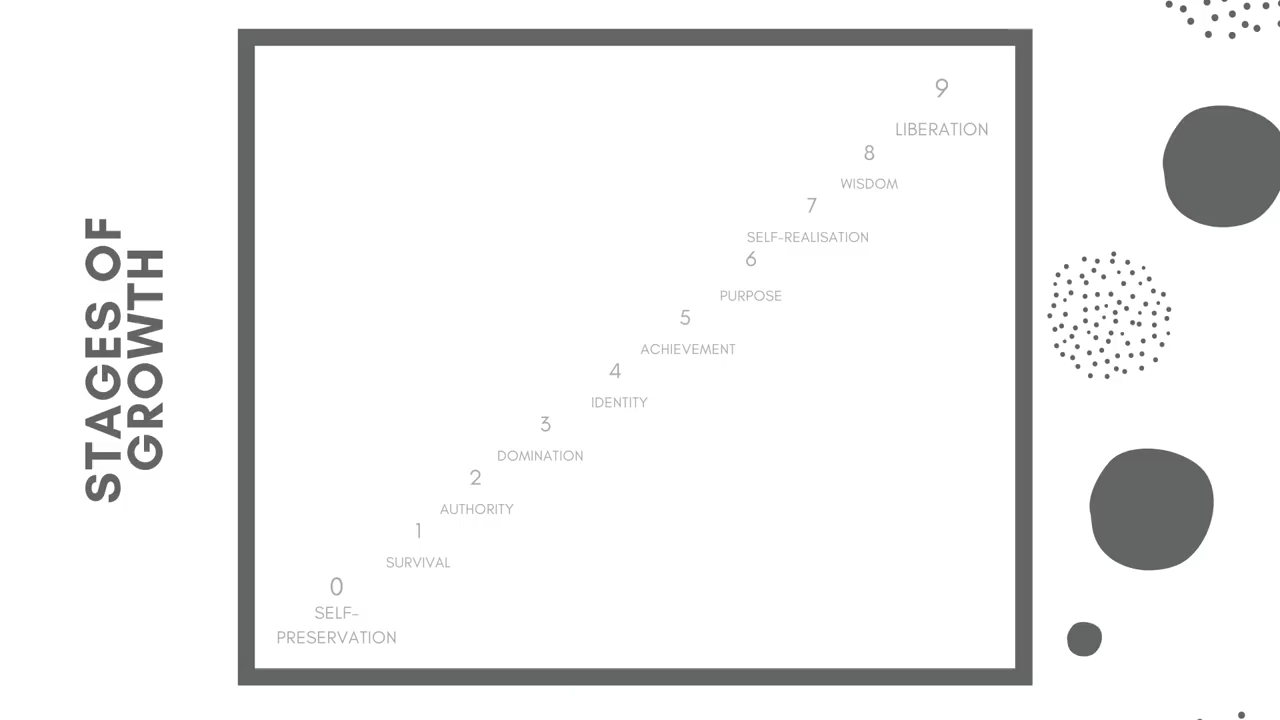 STAGES OF
GROWTH
9
LIBERATION
8
WISDOM
7
SELF-REALISATION
6
PURPOSE
5
ACHIEVEMENT
4
IDENTITY
3
DOMINATION
2
AUTHORITY
1
SURVIVAL
0
SELF-
PRESERVATION